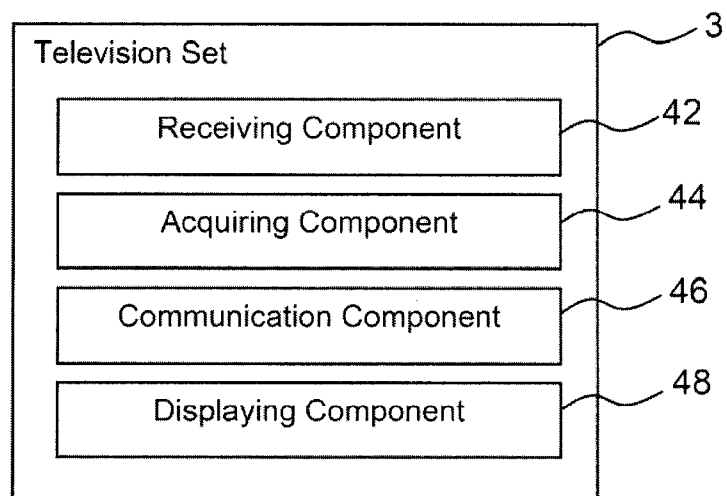 3
Television Set
Receiving Component
42
Acquiring Component
44
Communication Component
46
Displaying Component
48